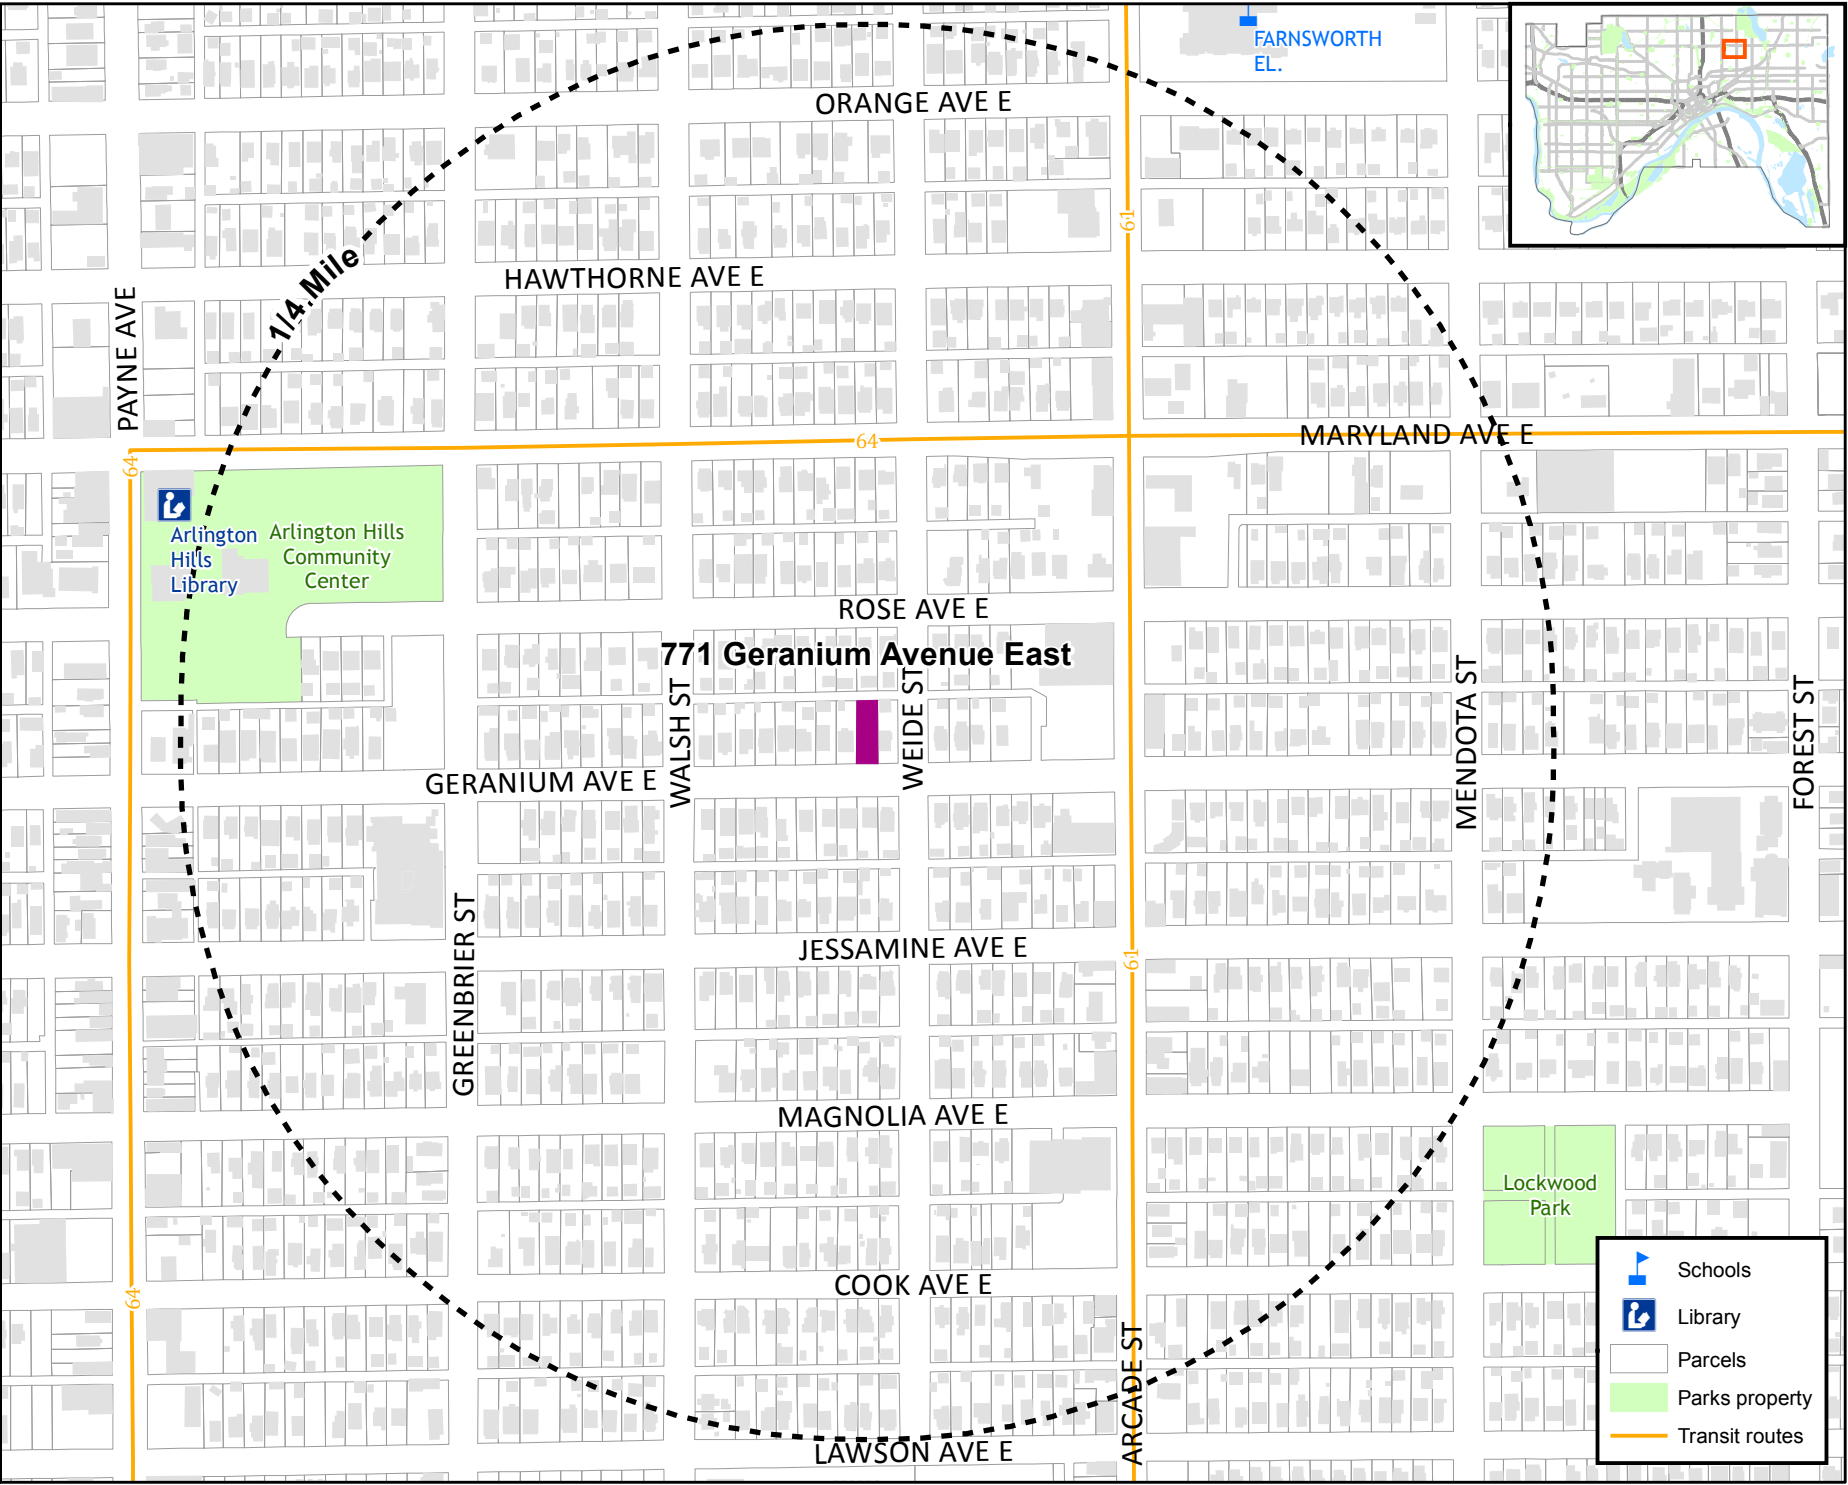 FARNSWORTH
EL.
ORANGE AVE E
61
1/4 Mile
HAWTHORNE AVE E
PAYNE AVE
64
64
MARYLAND AVE E
Arlington
Hills
Library
Arlington Hills
Community
Center
ROSE AVE E
771 Geranium Avenue East
WALSH ST
WEIDE ST
MENDOTA ST
FOREST ST
GERANIUM AVE E
GREENBRIER ST
JESSAMINE AVE E
61
MAGNOLIA AVE E
Lockwood
Park
COOK AVE E
64
ARCADE ST
LAWSON AVE E
Schools
Library
Parcels
Parks property
Transit routes